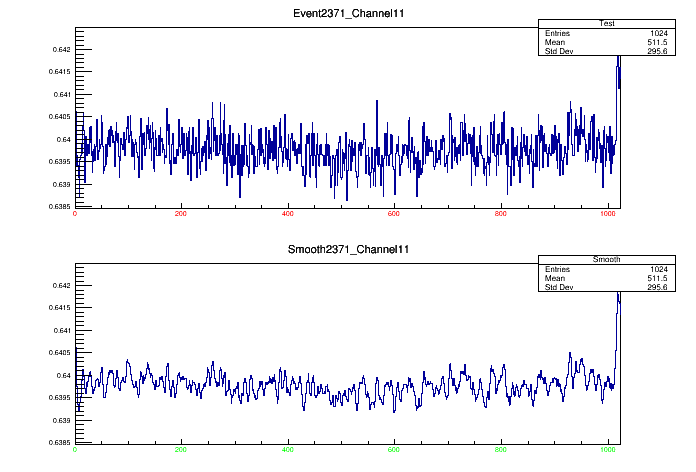 Event2371_Channel11
Test
Entries 1024
Mean 511.5
Std Dev 295.6
0.642
0.6415
0.641
0.6405
0.64
0.6395
0.639
0.6385
0 200 400 600 800 1000
Smooth2371_Channel11
Smooth
Entries 1024
Mean 511.5
Std Dev 295.6
0.642
0.6415
0.641
0.6405
0.64
0.6395
0.639
0.6385
0 200 400 600 800 1000